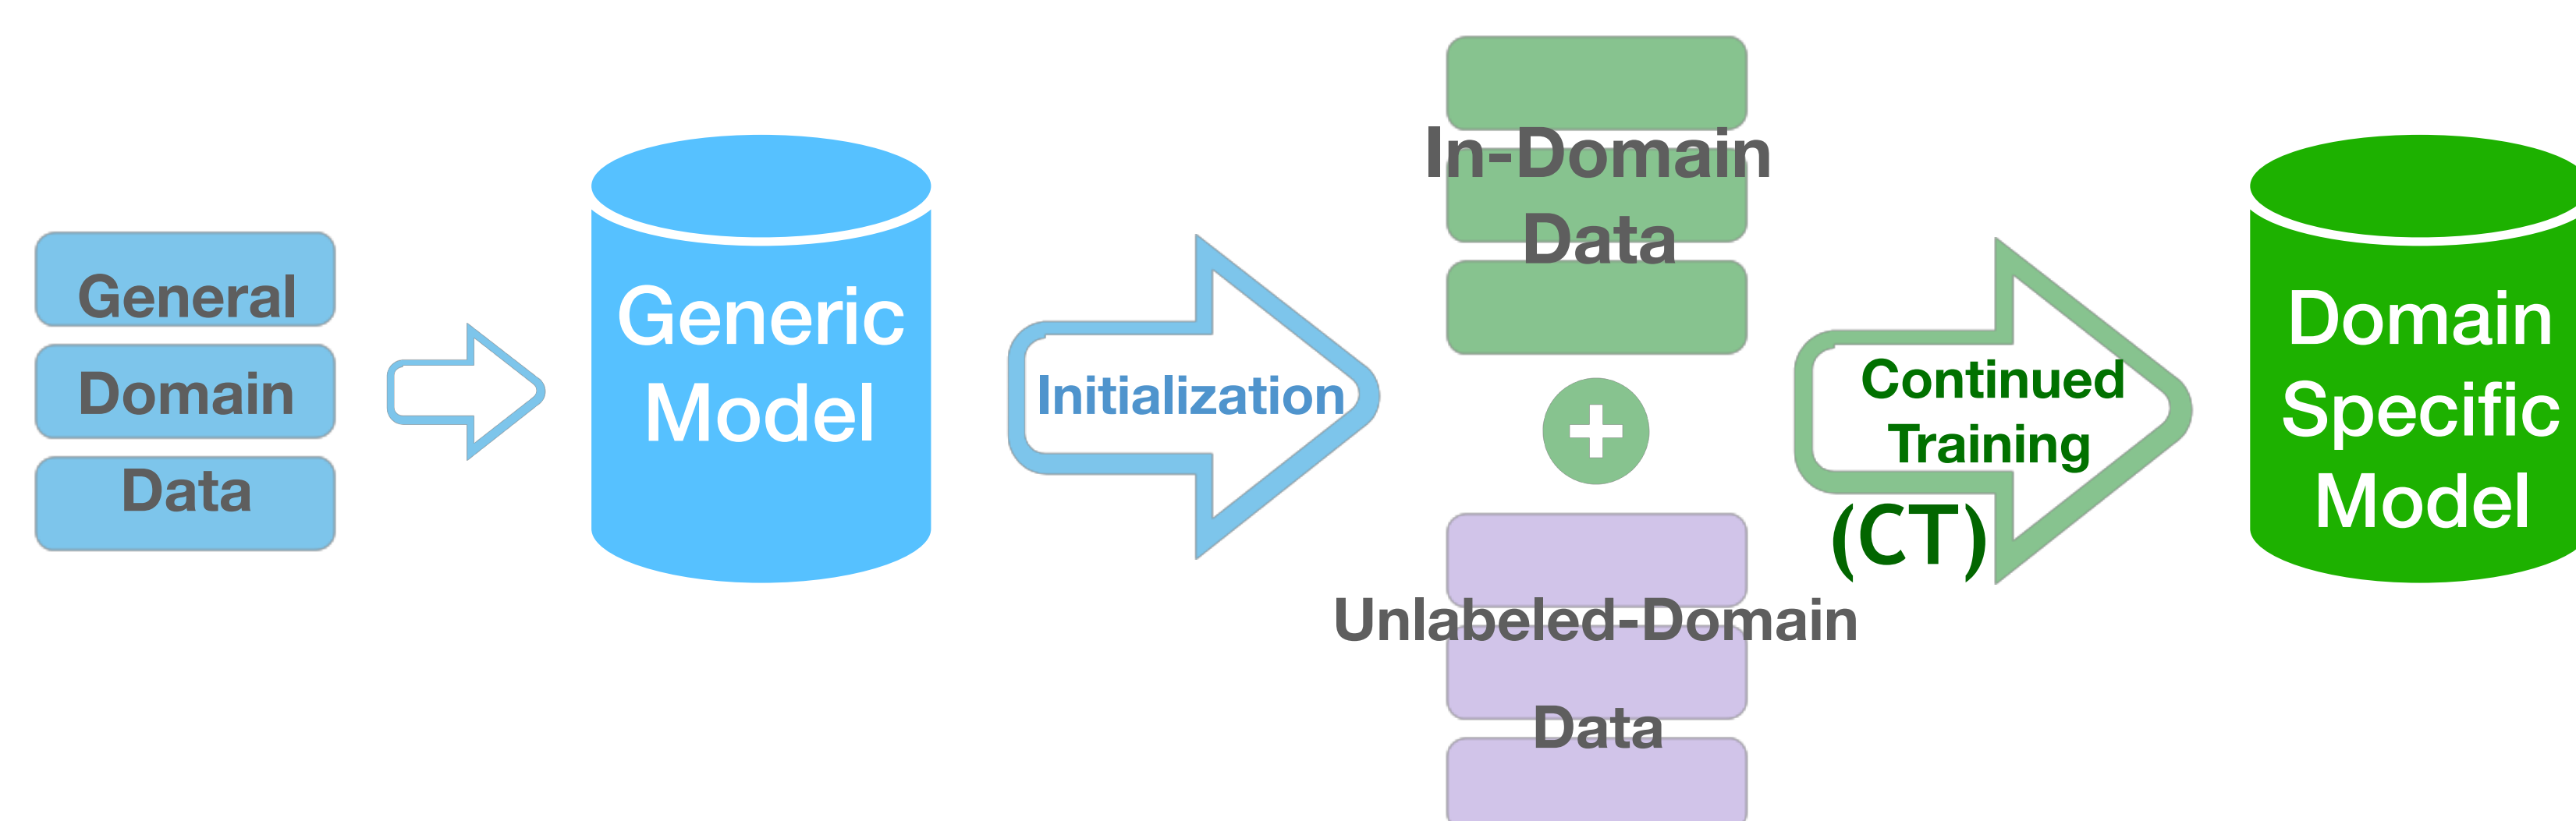 General
Domain
Data
Generic
Model
Initialization
In-Domain
Data
+
Unlabeled-Domain
Data
Continued
Training
(CT)
Domain
Specific
Model